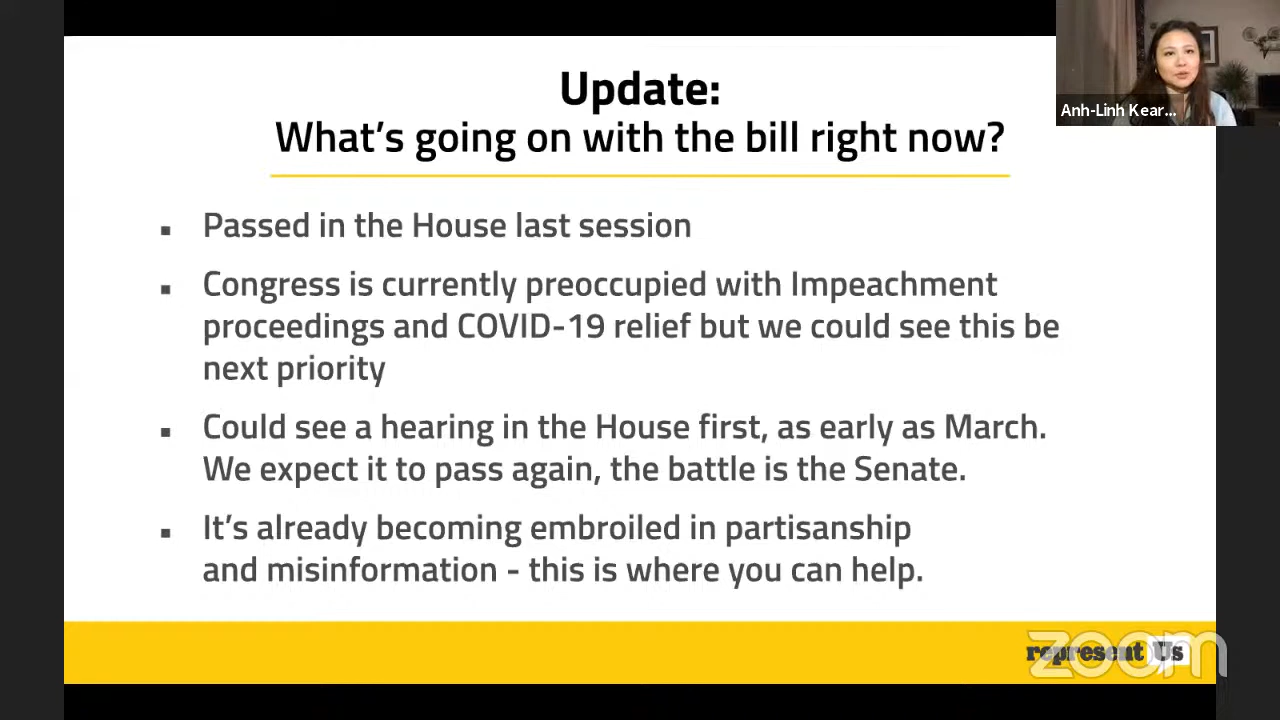 Update:
What's going on with the bill right now?
Anh-Linh Kear...
▪ Passed in the House last session
▪ Congress is currently preoccupied with Impeachment
proceedings and COVID-19 relief but we could see this be
next priority
▪ Could see a hearing in the House first, as early as March.
We expect it to pass again, the battle is the Senate.
▪ It's already becoming embroiled in partisanship
and misinformation - this is where you can help.
represent Us
zoom